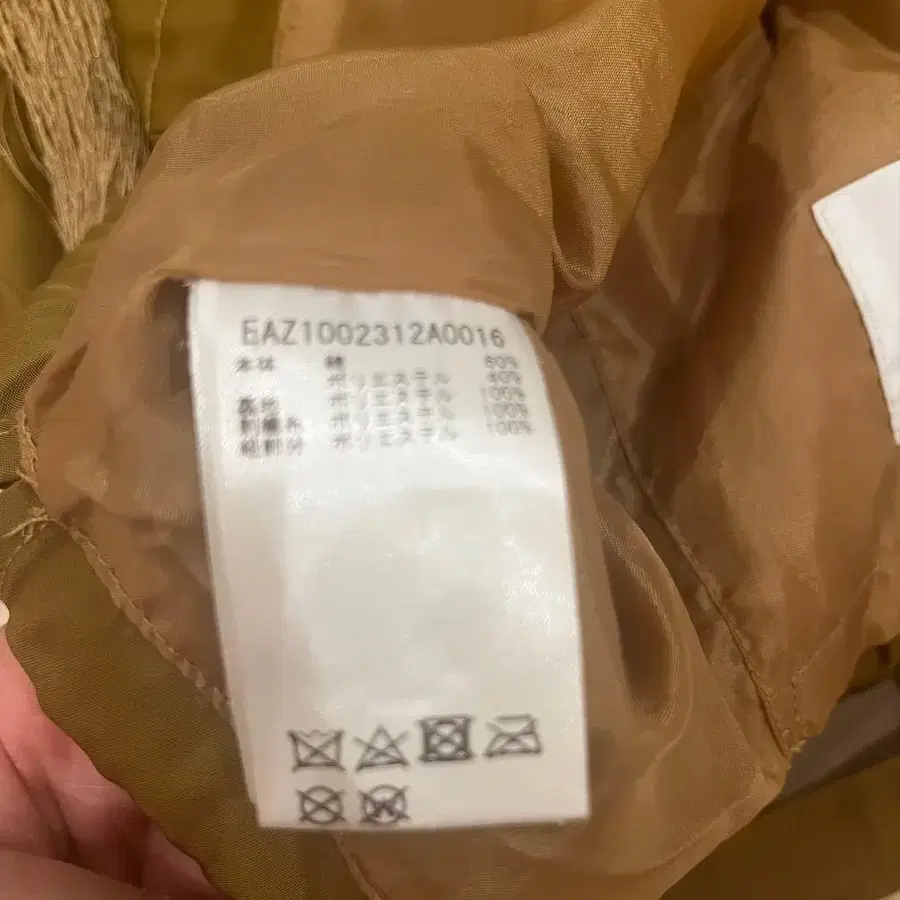 EAZ1002312A0016
本体 綿 60%
ポリエステル 40%
裏地 ポリエステル 100%
刺繍糸 ポリエステル 100%
紐部分 ポリエステル 100%